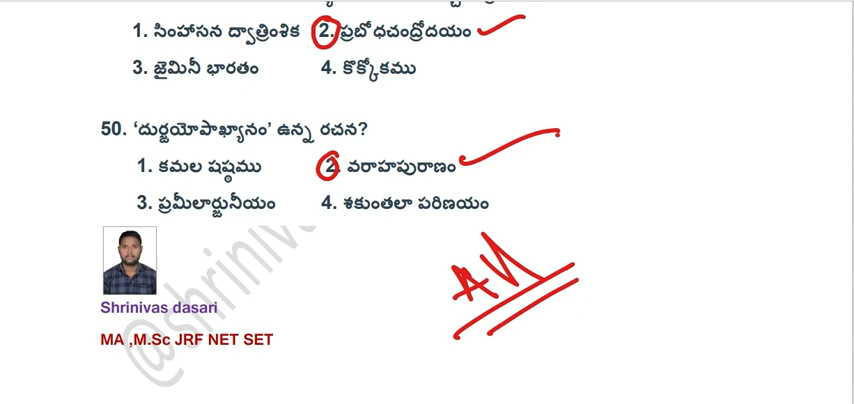 1. సింహాసన ద్వాత్రింశిక 2. ప్రబోధచంద్రోదయం
3. జైమినీ భారతం 4. కొక్కోకము
50. ‘దుర్జయోపాఖ్యానం’ ఉన్న రచన?
1. కమల షష్ఠము 2. వరాహపురాణం
3. ప్రమీలార్జునీయం 4. శకుంతలా పరిణయం
@shriniva
Shrinivas dasari
MA ,M.Sc JRF NET SET